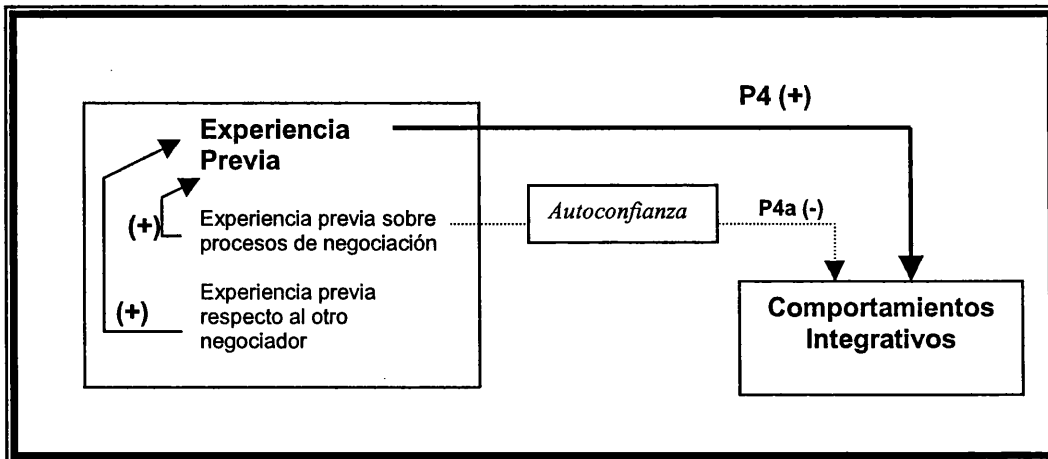 P4 (+)
Experiencia
Previa
(+)
Experiencia previa sobre
procesos de negociación
Autoconfianza
P4a (-)
(+)
Experiencia previa
respecto al otro
negociador
Comportamientos
Integrativos